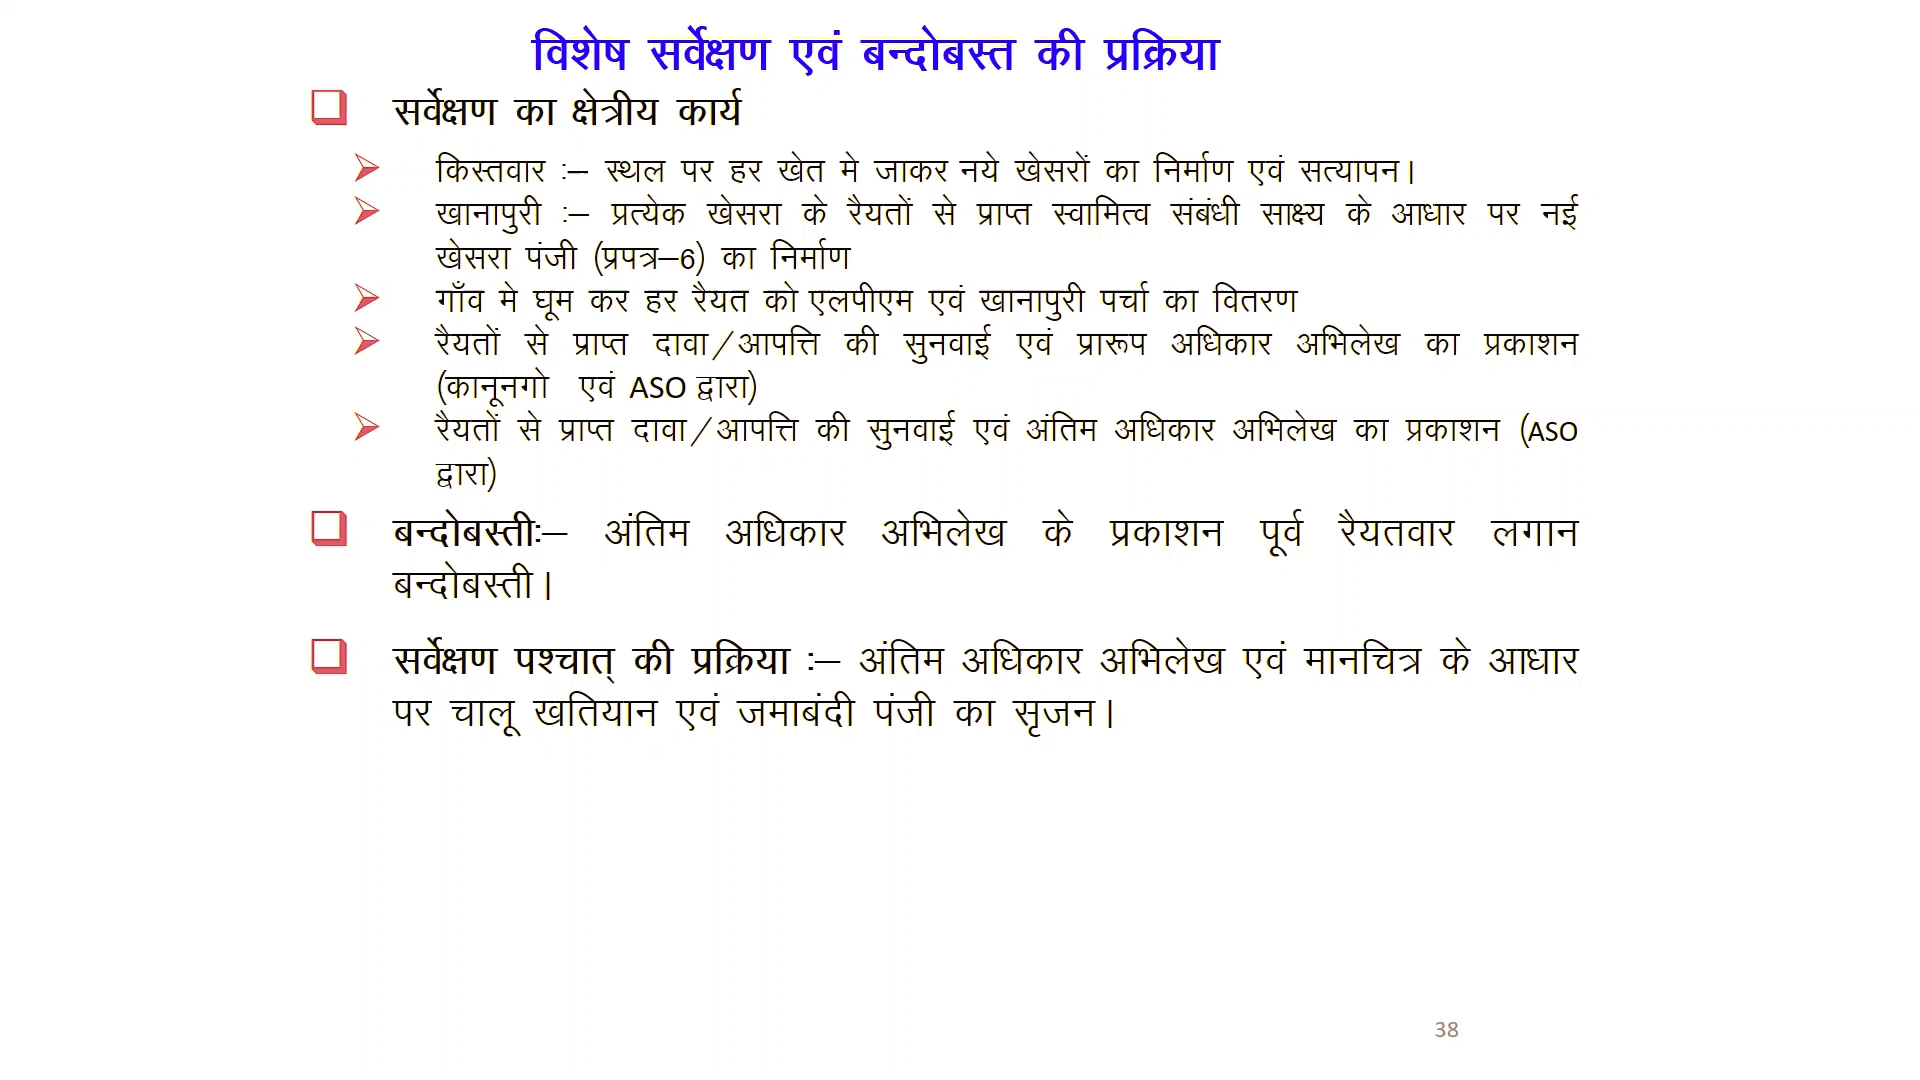 विशेष सर्वेक्षण एवं बन्दोबस्त की प्रक्रिया
सर्वेक्षण का क्षेत्रीय कार्य
किस्तवार :– स्थल पर हर खेत मे जाकर नये खेसरों का निर्माण एवं सत्यापन।
खानापुरी :– प्रत्येक खेसरा के रैयतों से प्राप्त स्वामित्व संबंधी साक्ष्य के आधार पर नई
खेसरा पंजी (प्रपत्र–6) का निर्माण
गाँव मे घूम कर हर रैयत को एलपीएम एवं खानापुरी पर्चा का वितरण
रैयतों से प्राप्त दावा/आपत्ति की सुनवाई एवं प्रारूप अधिकार अभिलेख का प्रकाशन
(कानूनगो एवं ASO द्वारा)
रैयतों से प्राप्त दावा/आपत्ति की सुनवाई एवं अंतिम अधिकार अभिलेख का प्रकाशन (ASO
द्वारा)
बन्दोबस्ती:– अंतिम अधिकार अभिलेख के प्रकाशन पूर्व रैयतवार लगान
बन्दोबस्ती।
सर्वेक्षण पश्चात् की प्रक्रिया :– अंतिम अधिकार अभिलेख एवं मानचित्र के आधार
पर चालू खतियान एवं जमाबंदी पंजी का सृजन।
38